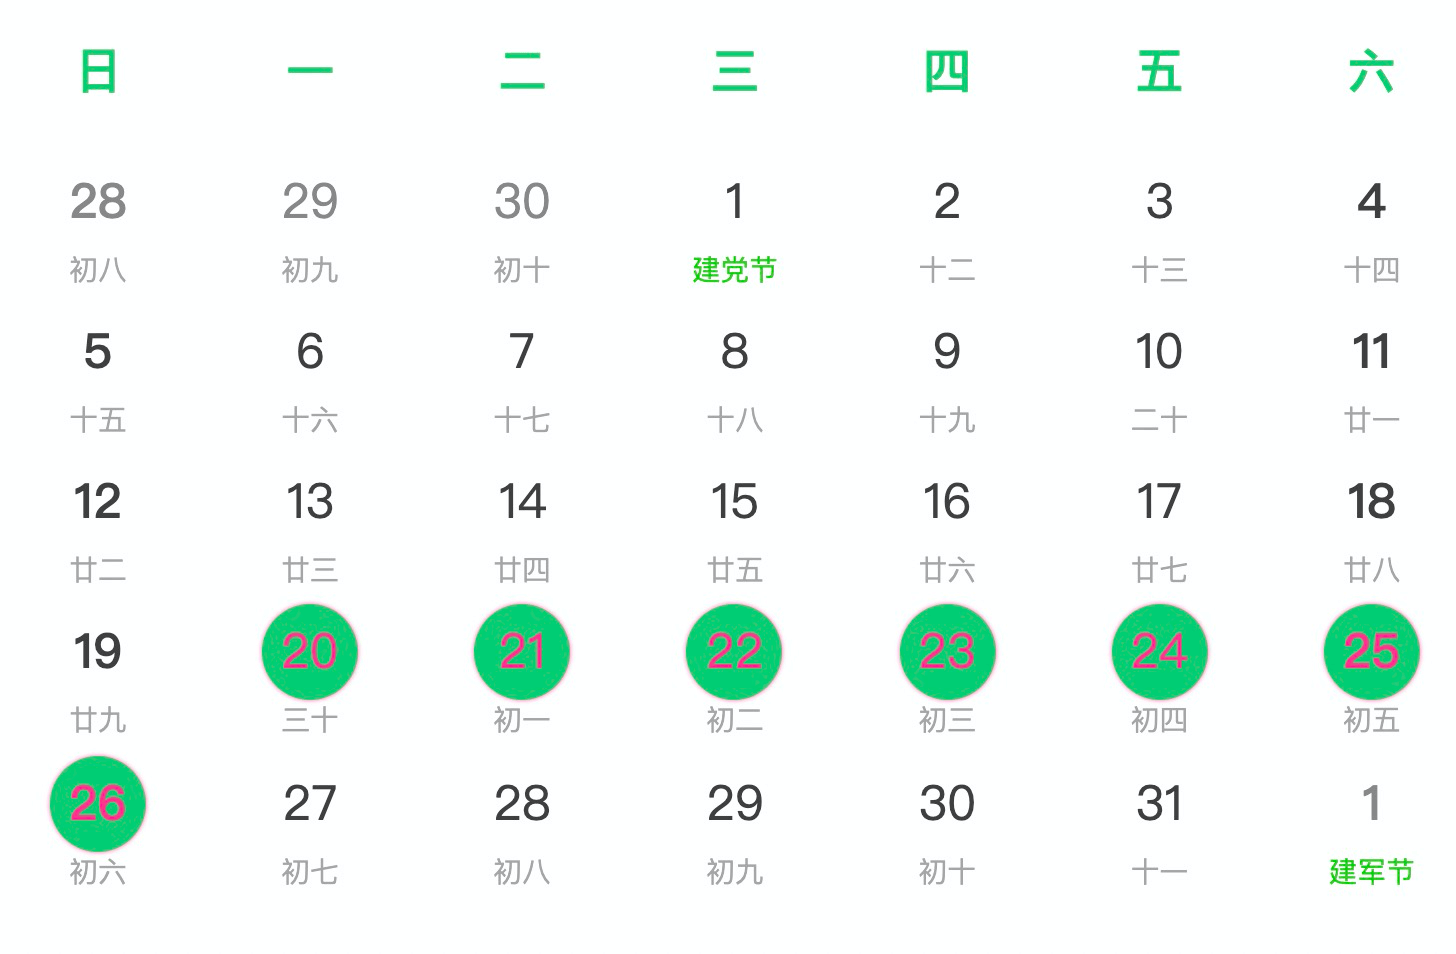 日 一 二 三 四 五 六
28 29 30 1 2 3 4
初八 初九 初十 建党节 十二 十三 十四
5 6 7 8 9 10 11
十五 十六 十七 十八 十九 二十 廿一
12 13 14 15 16 17 18
廿二 廿三 廿四 廿五 廿六 廿七 廿八
19 20 21 22 23 24 25
廿九 三十 初一 初二 初三 初四 初五
26 27 28 29 30 31 1
初六 初七 初八 初九 初十 十一 建军节